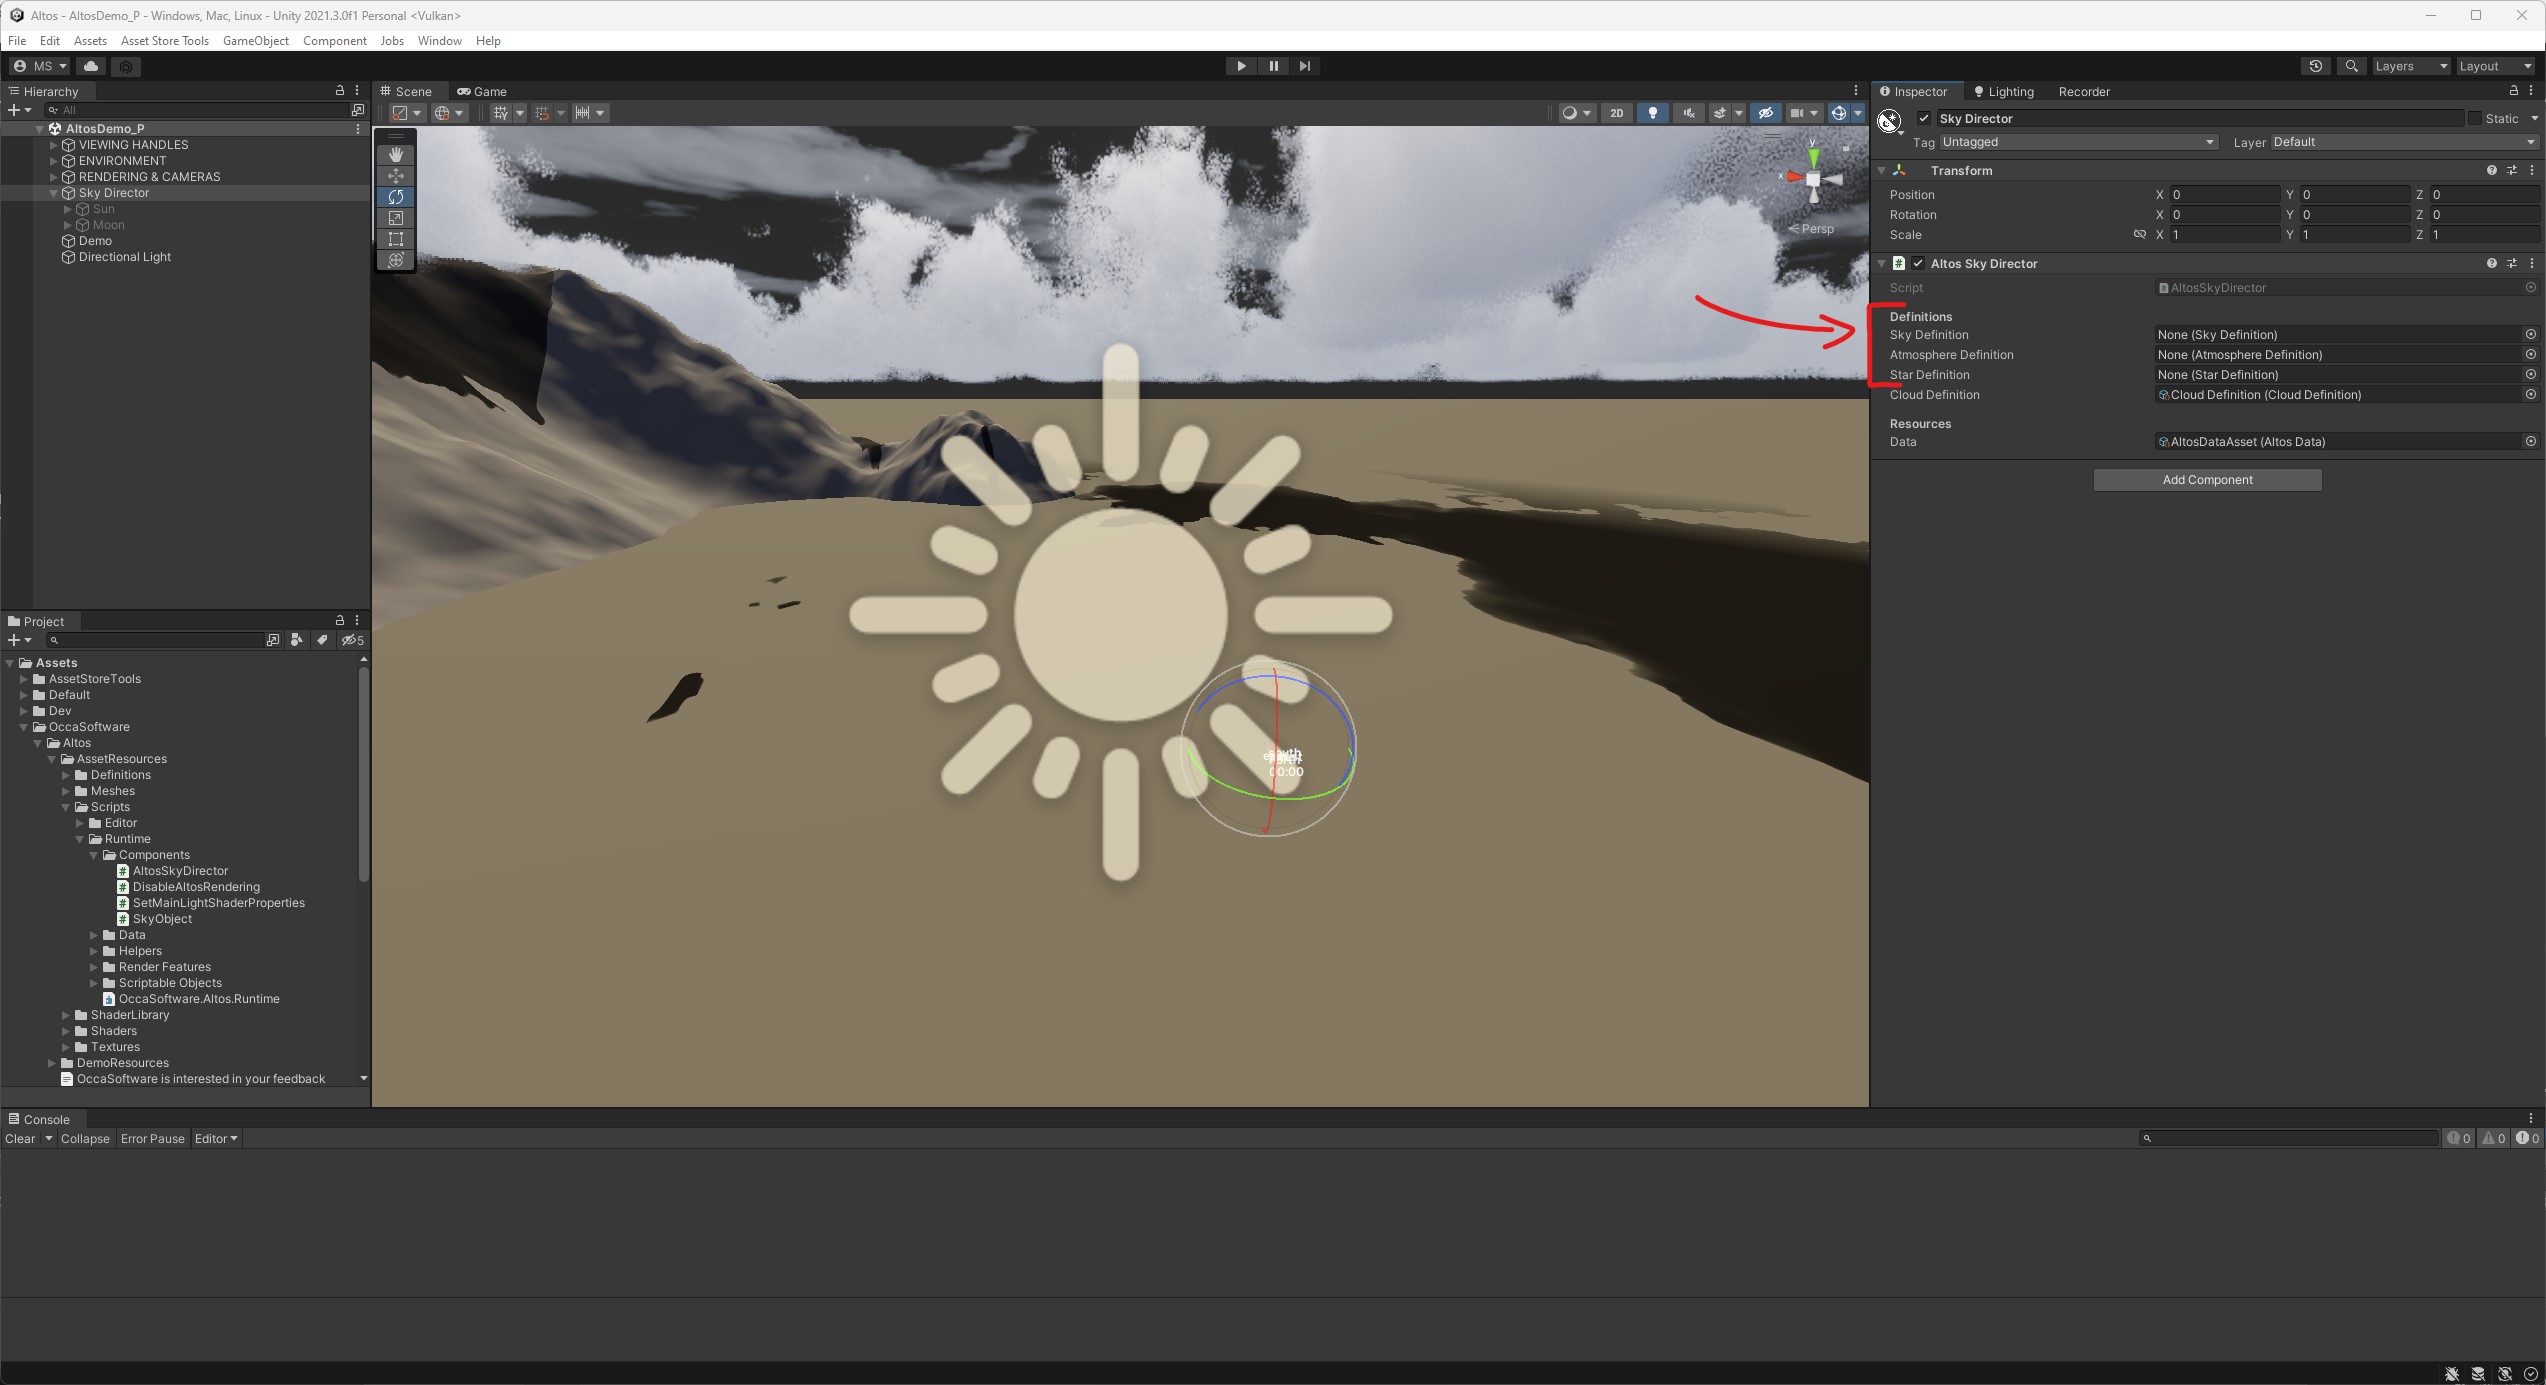 Altos - AltosDemo_P - Windows, Mac, Linux - Unity 2021.3.0f1 Personal <Vulkan>
File Edit Assets Asset Store Tools GameObject Component Jobs Window Help
MS Layers Layout
Hierarchy
All
AltosDemo_P
VIEWING HANDLES
ENVIRONMENT
RENDERING & CAMERAS
Sky Director
Sun
Moon
Demo
Directional Light
Scene Game
2D
y
x
Persp
south
00:00
Inspector Lighting Recorder
Sky Director Static
Tag Untagged Layer Default
Transform
Position X 0 Y 0 Z 0
Rotation X 0 Y 0 Z 0
Scale X 1 Y 1 Z 1
Altos Sky Director
Script AltosSkyDirector
Definitions
Sky Definition None (Sky Definition)
Atmosphere Definition None (Atmosphere Definition)
Star Definition None (Star Definition)
Cloud Definition Cloud Definition (Cloud Definition)
Resources
Data AltosDataAsset (Altos Data)
Add Component
Project
5
Assets
AssetStoreTools
Default
Dev
OccaSoftware
Altos
AssetResources
Definitions
Meshes
Scripts
Editor
Runtime
Components
AltosSkyDirector
DisableAltosRendering
SetMainLightShaderProperties
SkyObject
Data
Helpers
Render Features
Scriptable Objects
OccaSoftware.Altos.Runtime
ShaderLibrary
Shaders
Textures
DemoResources
OccaSoftware is interested in your feedback
Console
Clear Collapse Error Pause Editor 0 0 0